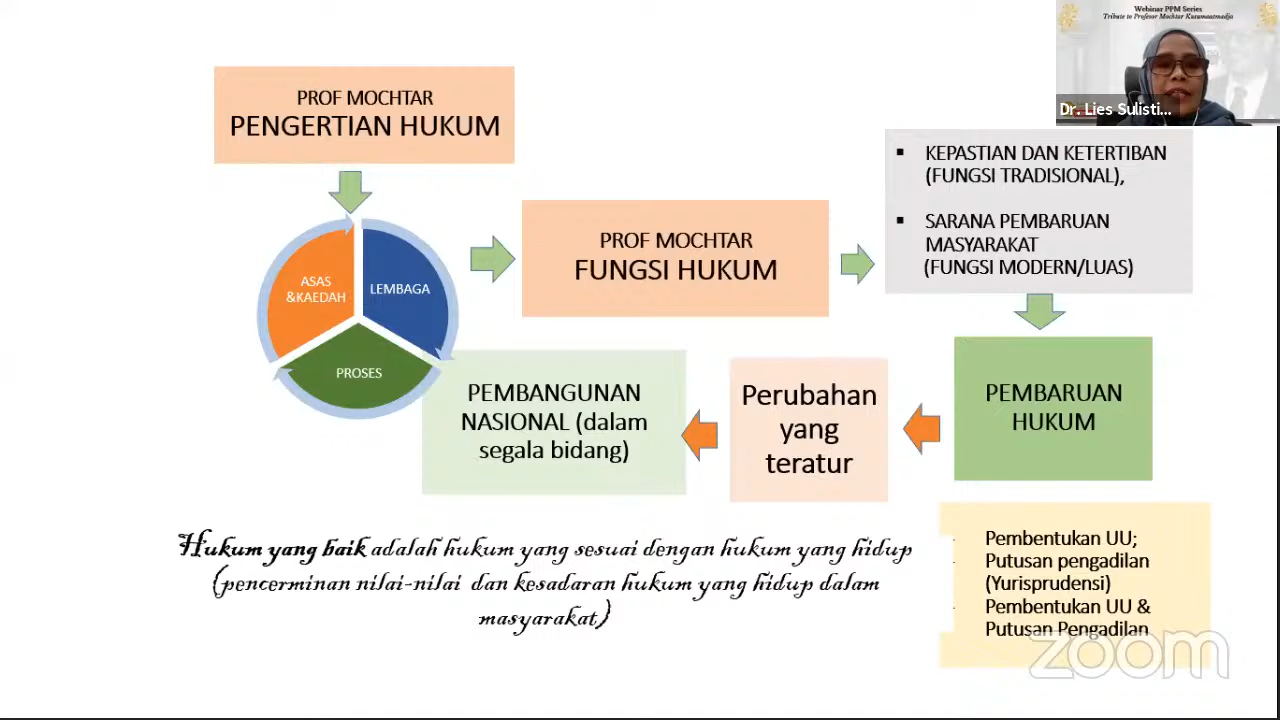 Webinar PPM Series
Tribute to Profesor Mochtar Kusumaatmadja
Dr. Lies Sulisti...
PROF MOCHTAR
PENGERTIAN HUKUM
ASAS
&KAEDAH
LEMBAGA
PROSES
PROF MOCHTAR
FUNGSI HUKUM
▪ KEPASTIAN DAN KETERTIBAN
(FUNGSI TRADISIONAL),
▪ SARANA PEMBARUAN
MASYARAKAT
(FUNGSI MODERN/LUAS)
PEMBARUAN
HUKUM
Perubahan
yang
teratur
PEMBANGUNAN
NASIONAL (dalam
segala bidang)
- Pembentukan UU;
- Putusan pengadilan
(Yurisprudensi)
- Pembentukan UU &
Putusan Pengadilan
Hukum yang baik adalah hukum yang sesuai dengan hukum yang hidup
(pencerminan nilai-nilai dan kesadaran hukum yang hidup dalam
masyarakat)
zoom